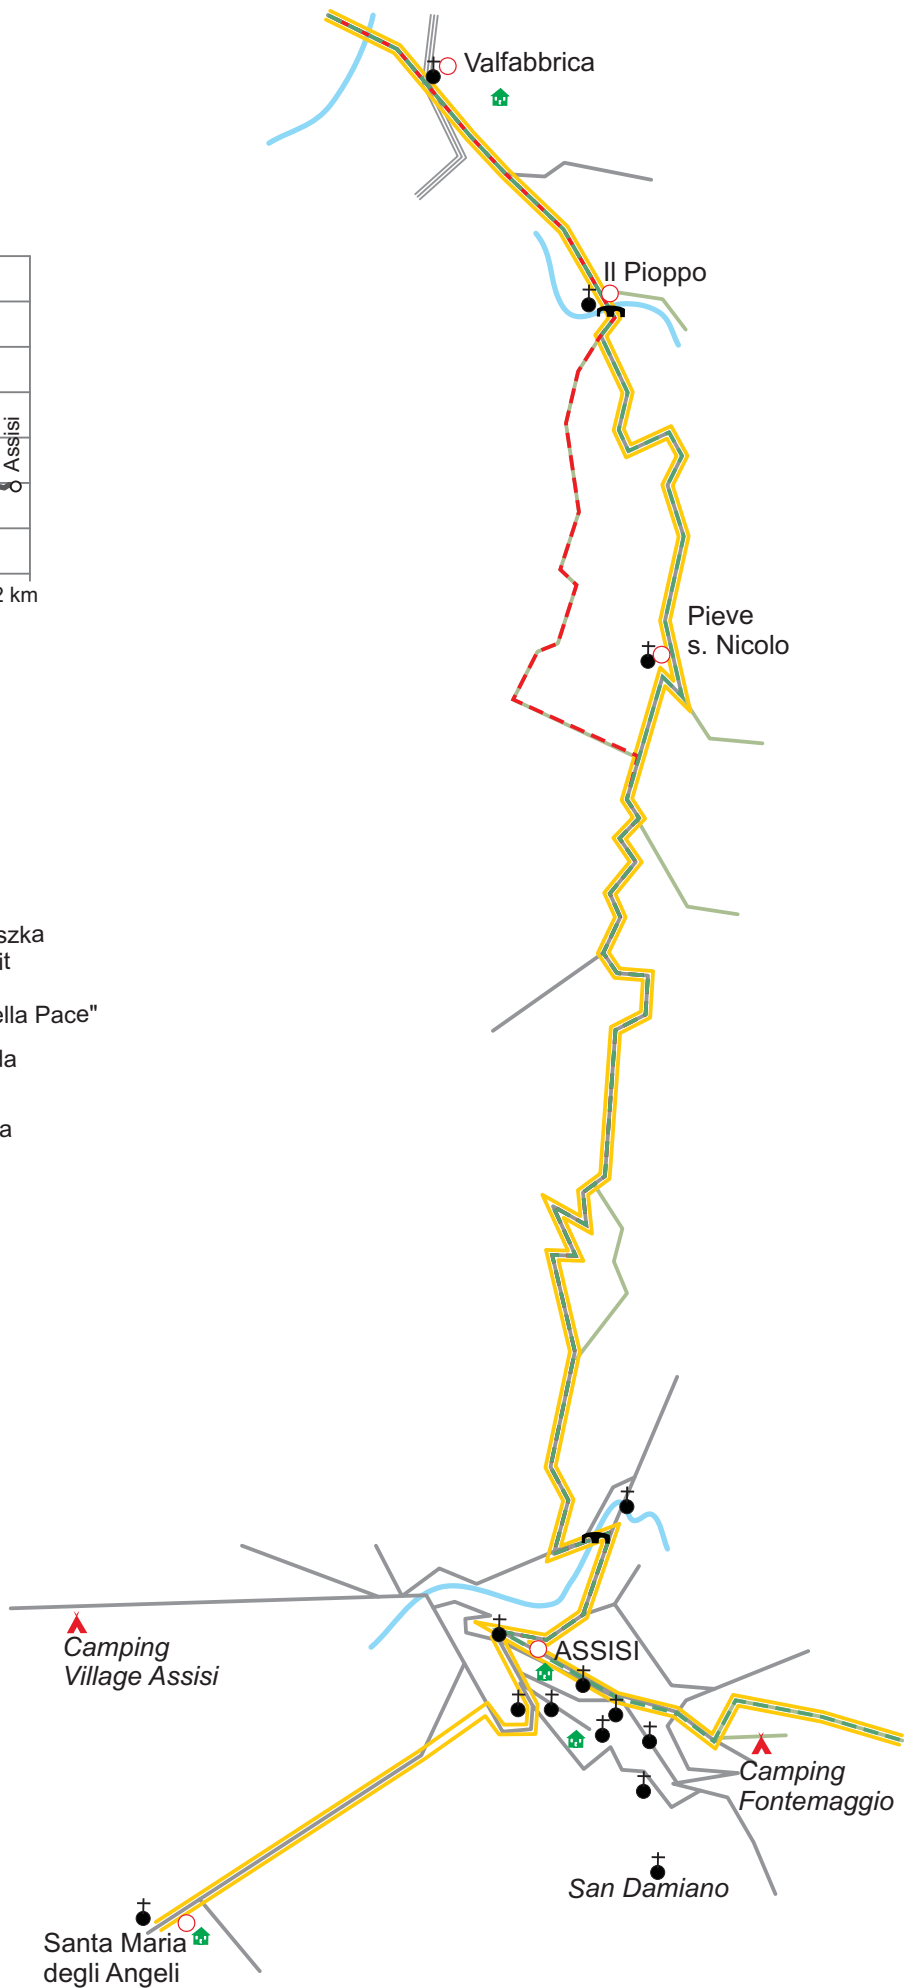 Valfabbrica
Il Pioppo
Assisi
2 km
Pieve
s. Nicolo
szka
it
ella Pace"
la
a
ASSISI
Camping
Village Assisi
Camping
Fontemaggio
San Damiano
Santa Maria
degli Angeli